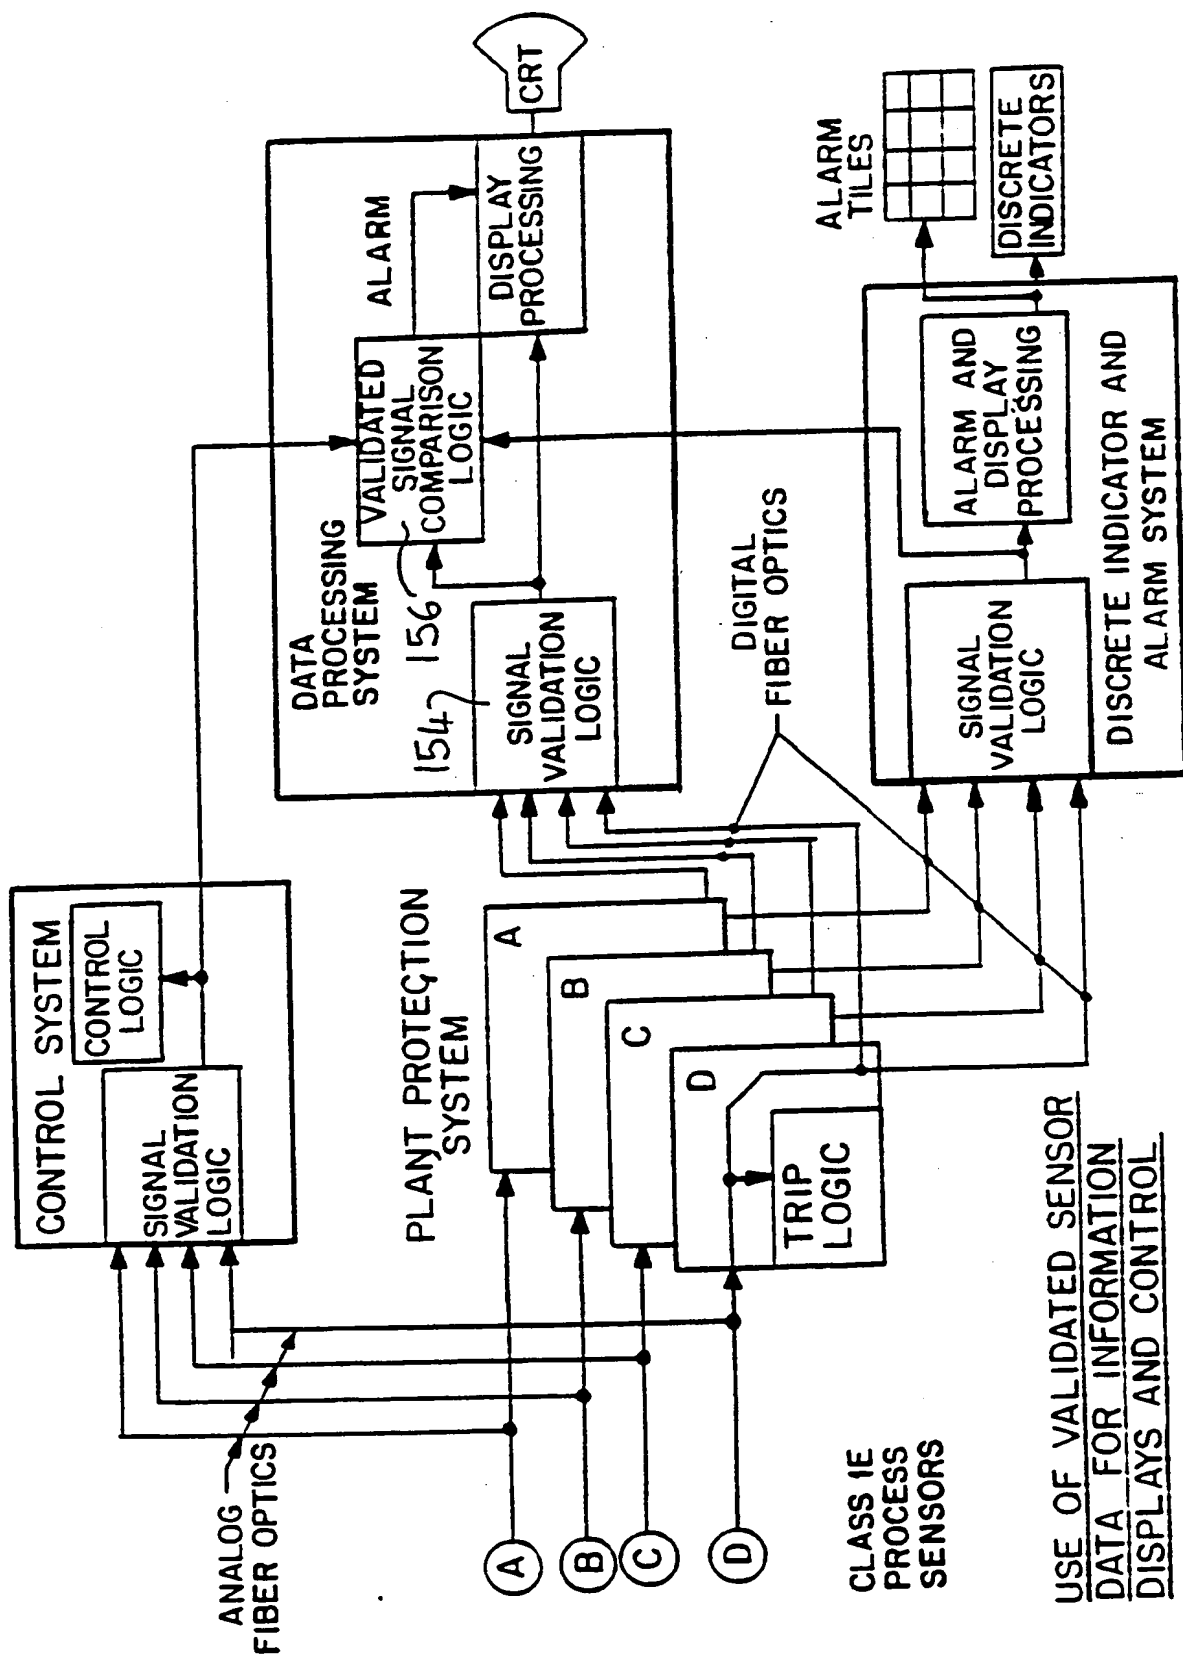 ANALOG
FIBER OPTICS
CONTROL SYSTEM
SIGNAL
VALIDATION
LOGIC
CONTROL
LOGIC
DATA
PROCESSING
SYSTEM
154
156
SIGNAL
VALIDATION
LOGIC
VALIDATED
SIGNAL
COMPARISON
LOGIC
ALARM
DISPLAY
PROCESSING
CRT
PLANT PROTECTION
SYSTEM
A
B
C
D
TRIP
LOGIC
A
B
C
D
CLASS 1E
PROCESS
SENSORS
DIGITAL
FIBER OPTICS
SIGNAL
VALIDATION
LOGIC
ALARM AND
DISPLAY
PROCESSING
DISCRETE INDICATOR AND
ALARM SYSTEM
ALARM
TILES
DISCRETE
INDICATORS
USE OF VALIDATED SENSOR
DATA FOR INFORMATION
DISPLAYS AND CONTROL